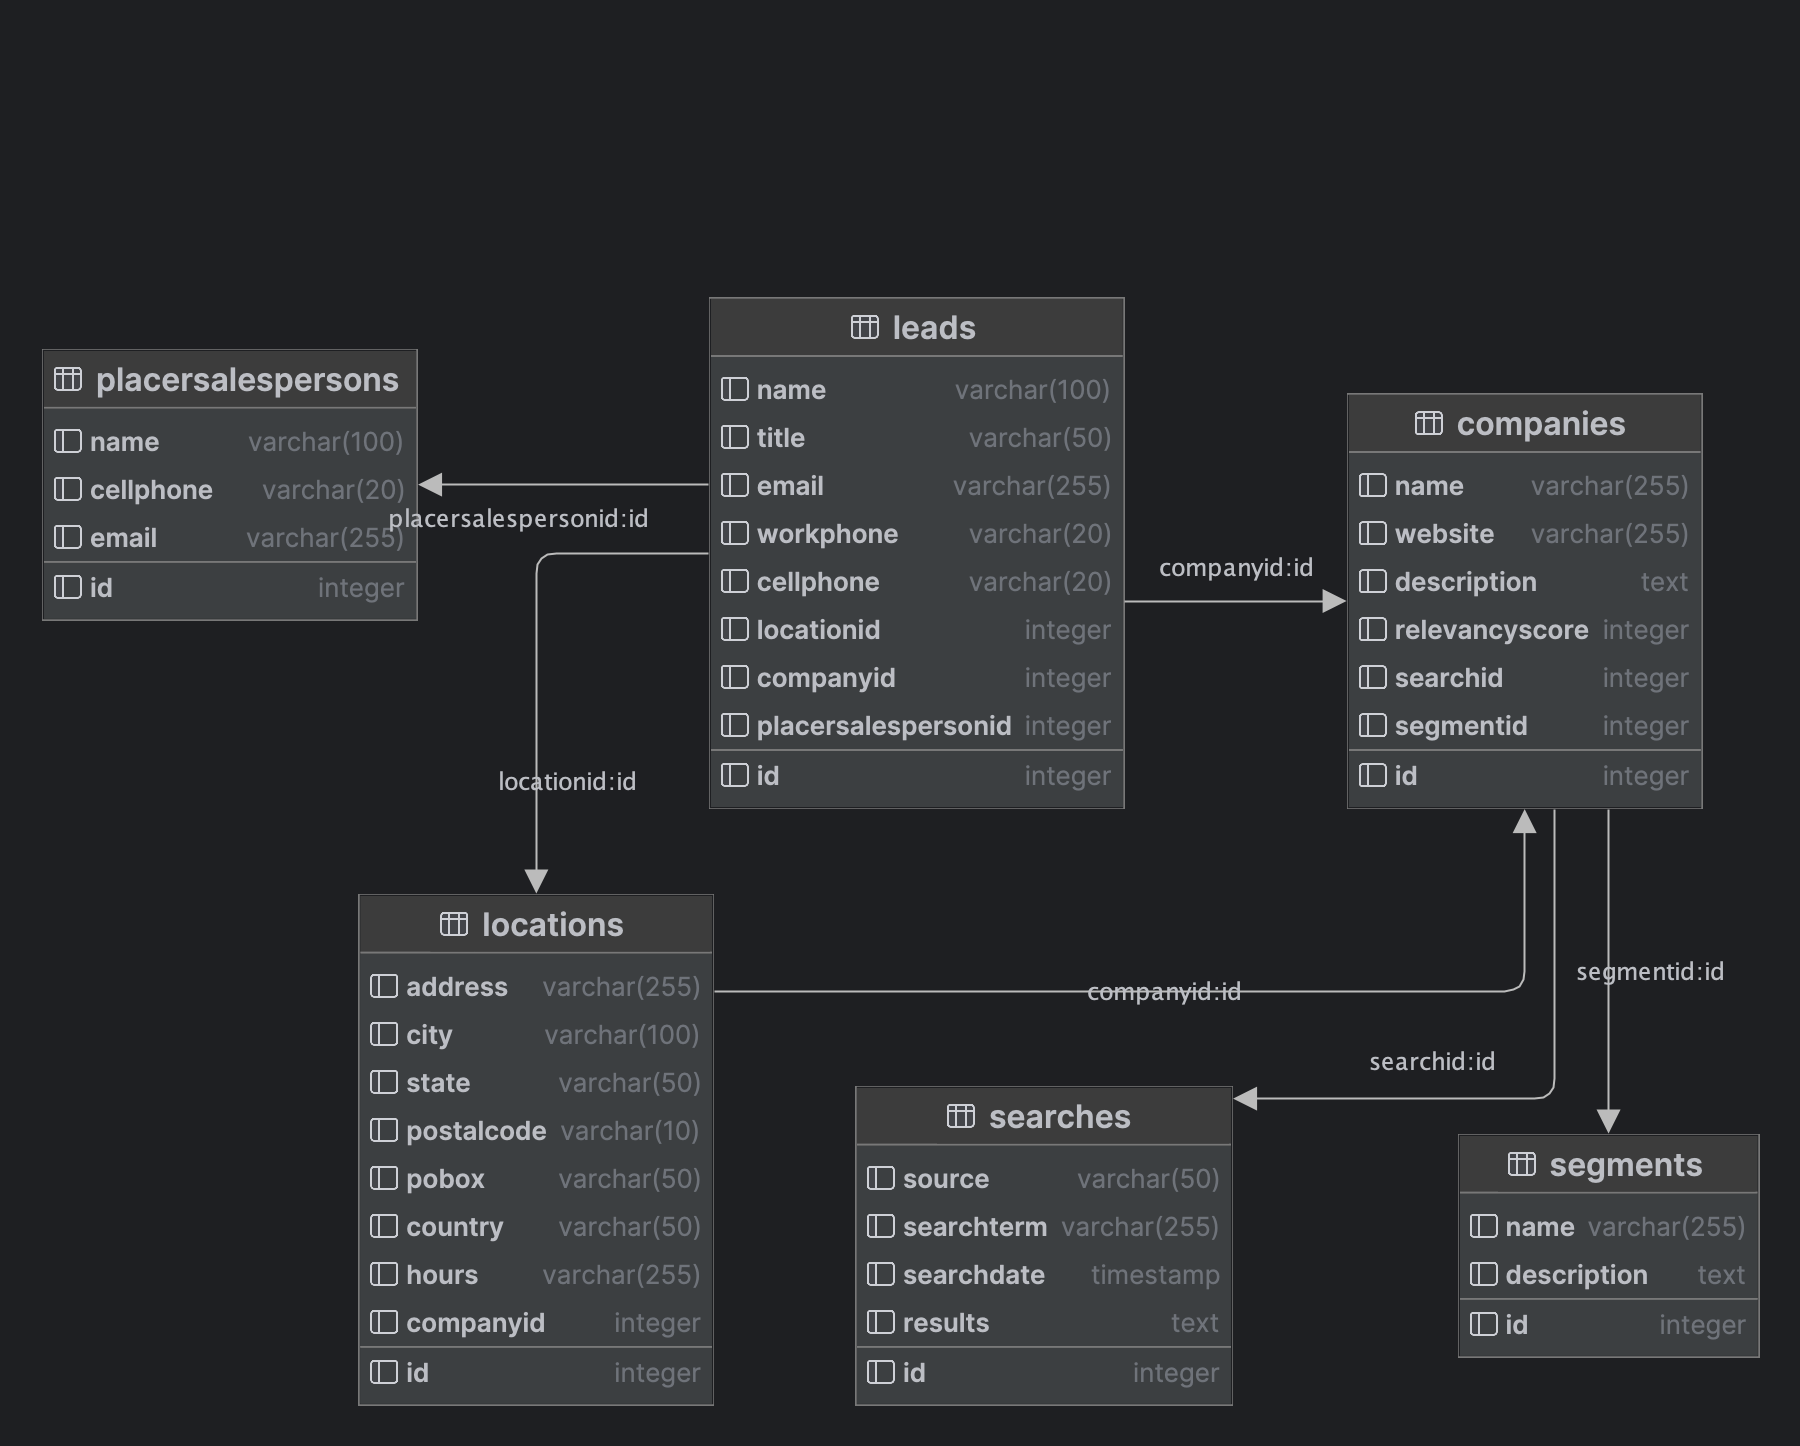 placersalespersons
name varchar(100)
cellphone varchar(20)
email varchar(255)
id integer
placersalespersonid:id
leads
name varchar(100)
title varchar(50)
email varchar(255)
workphone varchar(20)
cellphone varchar(20)
locationid integer
companyid integer
placersalespersonid integer
id integer
companyid:id
companies
name varchar(255)
website varchar(255)
description text
relevancyscore integer
searchid integer
segmentid integer
id integer
locationid:id
locations
address varchar(255)
city varchar(100)
state varchar(50)
postalcode varchar(10)
pobox varchar(50)
country varchar(50)
hours varchar(255)
companyid integer
id integer
companyid:id
searchid:id
segmentid:id
searches
source varchar(50)
searchterm varchar(255)
searchdate timestamp
results text
id integer
segments
name varchar(255)
description text
id integer